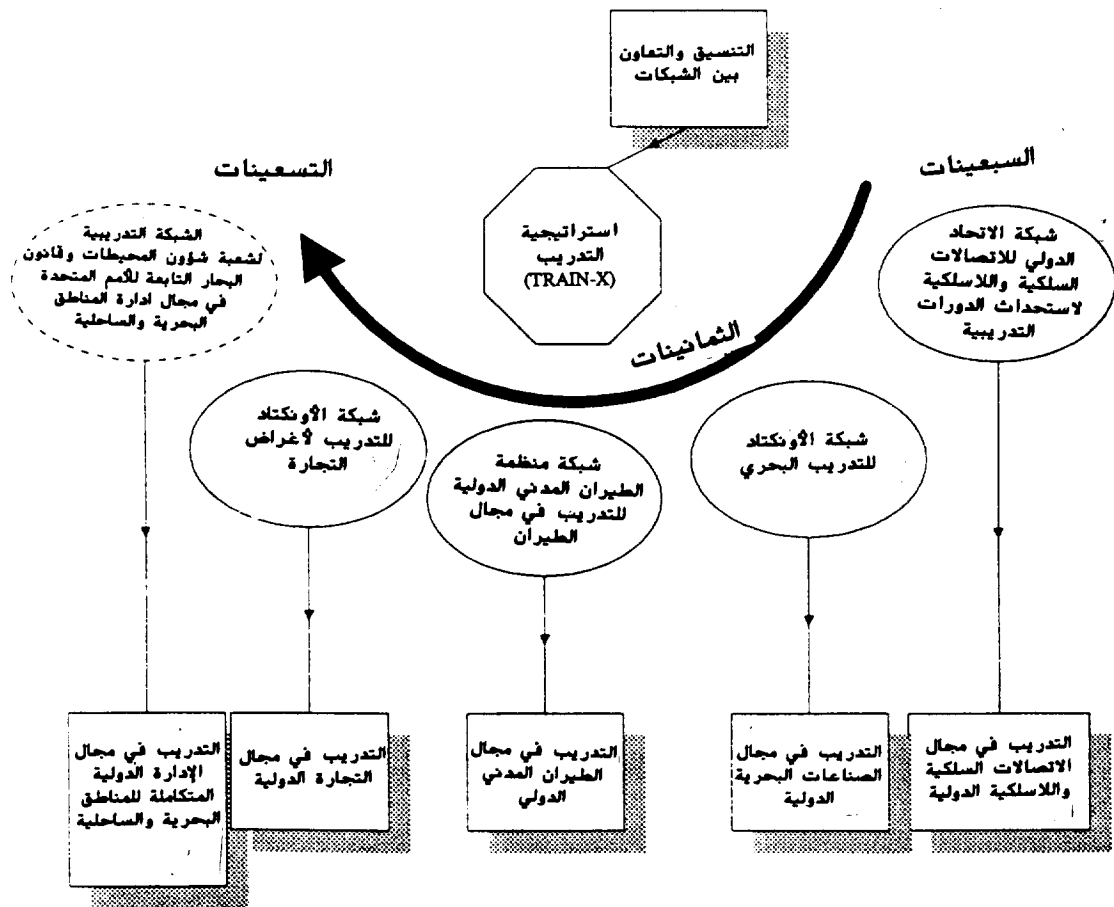 التنسيق والتعاون
بين الشبكات
السبعينات
الثمانينات
التسعينات
استراتيجية
التدريب
(TRAIN-X)
شبكة الاتحاد
الدولي للاتصالات
السلكية واللاسلكية
لاستحداث الدورات
التدريبية
شبكة الأونكتاد
للتدريب البحري
شبكة منظمة
الطيران المدني الدولية
للتدريب في مجال
الطيران
شبكة الأونكتاد
للتدريب لأغراض
التجارة
الشبكة التدريبية
لشعبة شؤون المحيطات وقانون
البحار التابعة للأمم المتحدة
في مجال ادارة المناطق
البحرية والساحلية
التدريب في مجال
الاتصالات السلكية
واللاسلكية الدولية
التدريب في مجال
الصناعات البحرية
الدولية
التدريب في مجال
الطيران المدني
الدولي
التدريب في مجال
التجارة الدولية
التدريب في مجال
الإدارة الدولية
المتكاملة للمناطق
البحرية والساحلية